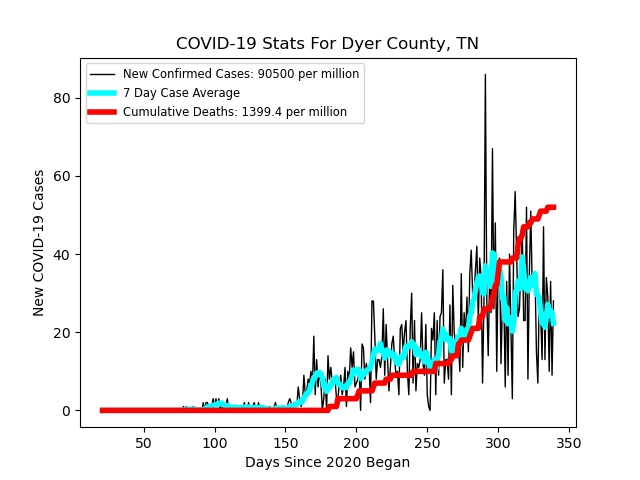 COVID-19 Stats For Dyer County, TN
New Confirmed Cases: 90500 per million
7 Day Case Average
Cumulative Deaths: 1399.4 per million
New COVID-19 Cases
80
60
40
20
0
50
100
150
200
250
300
350
Days Since 2020 Began